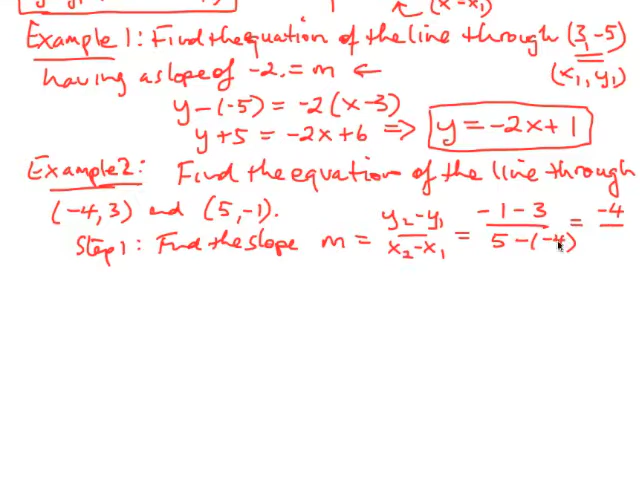 (x-x₁)
Example 1: Find the equation of the line through (3,-5)
having a slope of -2. = m ← (x₁, y₁)
y-(-5) = -2(x-3)
y+5 = -2x+6 => y = -2x+1
Example 2: Find the equation of the line through
(-4,3) and (5,-1).
Step 1: Find the slope m = y₂-y₁ / x₂-x₁ = -1-3 / 5-(-4) = -4